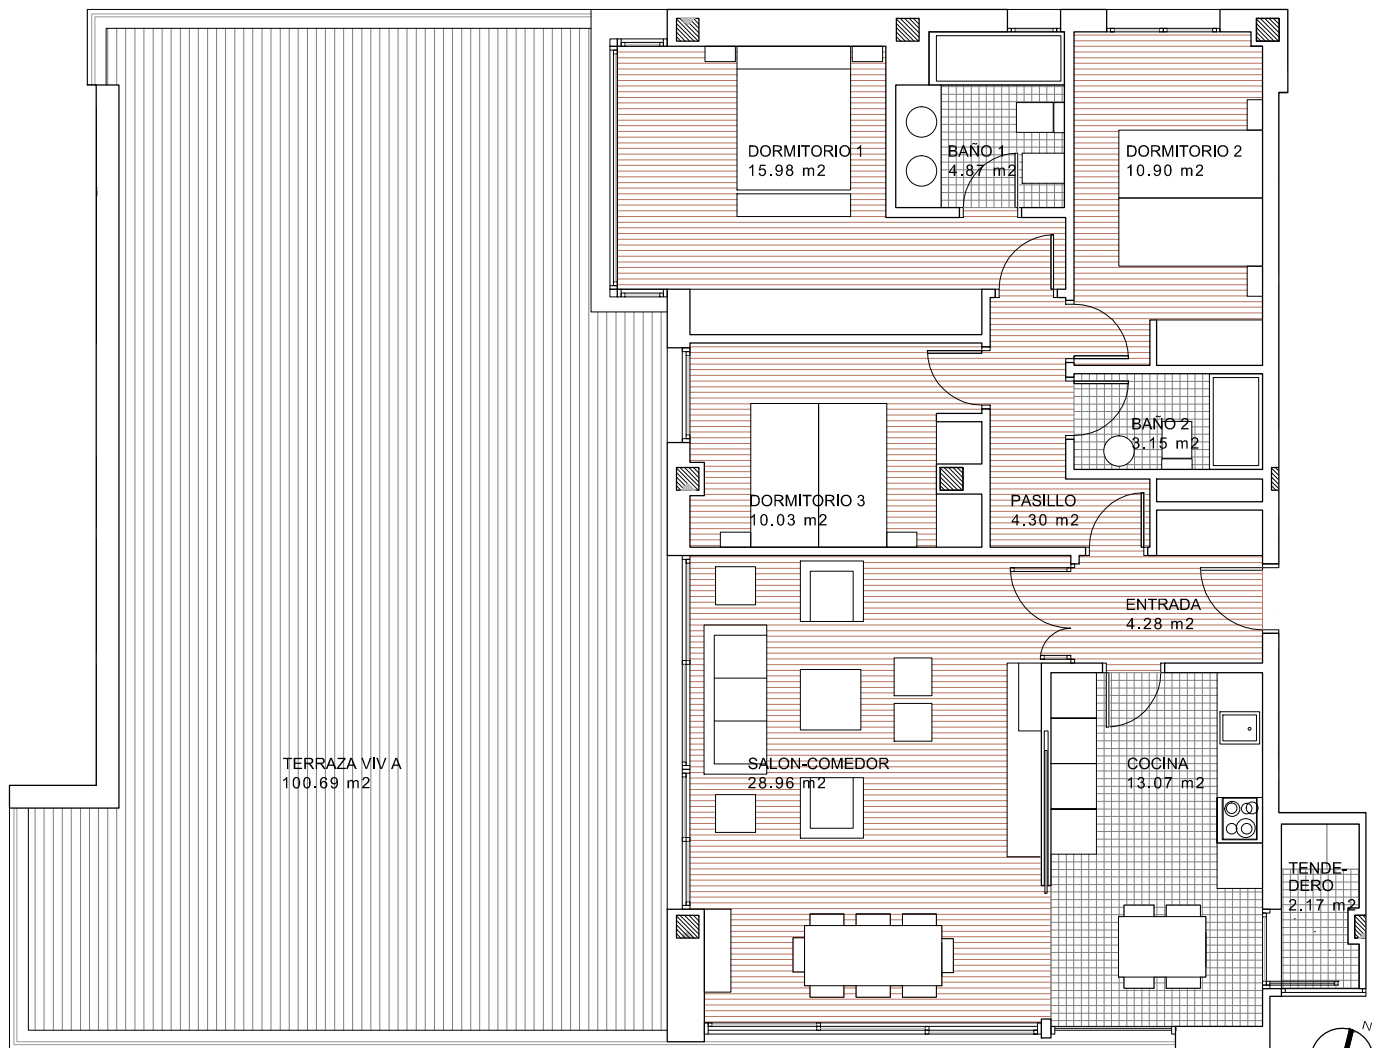 DORMITORIO 1
15.98 m2
BAÑO 1
4.87 m2
DORMITORIO 2
10.90 m2
BAÑO 2
3.15 m2
DORMITORIO 3
10.03 m2
PASILLO
4.30 m2
ENTRADA
4.28 m2
TERRAZA VIV A
100.69 m2
SALON-COMEDOR
28.96 m2
COCINA
13.07 m2
TENDE-
DERO
2.17 m2
N